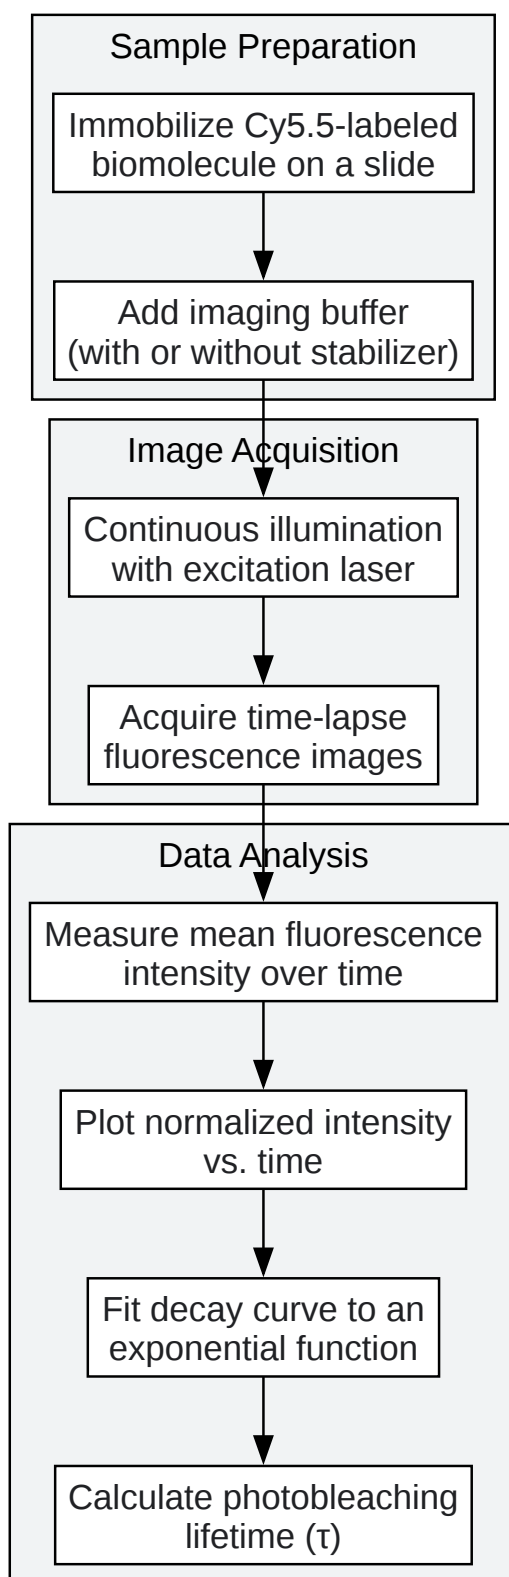 Sample Preparation
Immobilize Cy5.5-labeled
biomolecule on a slide
Add imaging buffer
(with or without stabilizer)
Image Acquisition
Continuous illumination
with excitation laser
Acquire time-lapse
fluorescence images
Data Analysis
Measure mean fluorescence
intensity over time
Plot normalized intensity
vs. time
Fit decay curve to an
exponential function
Calculate photobleaching
lifetime (τ)